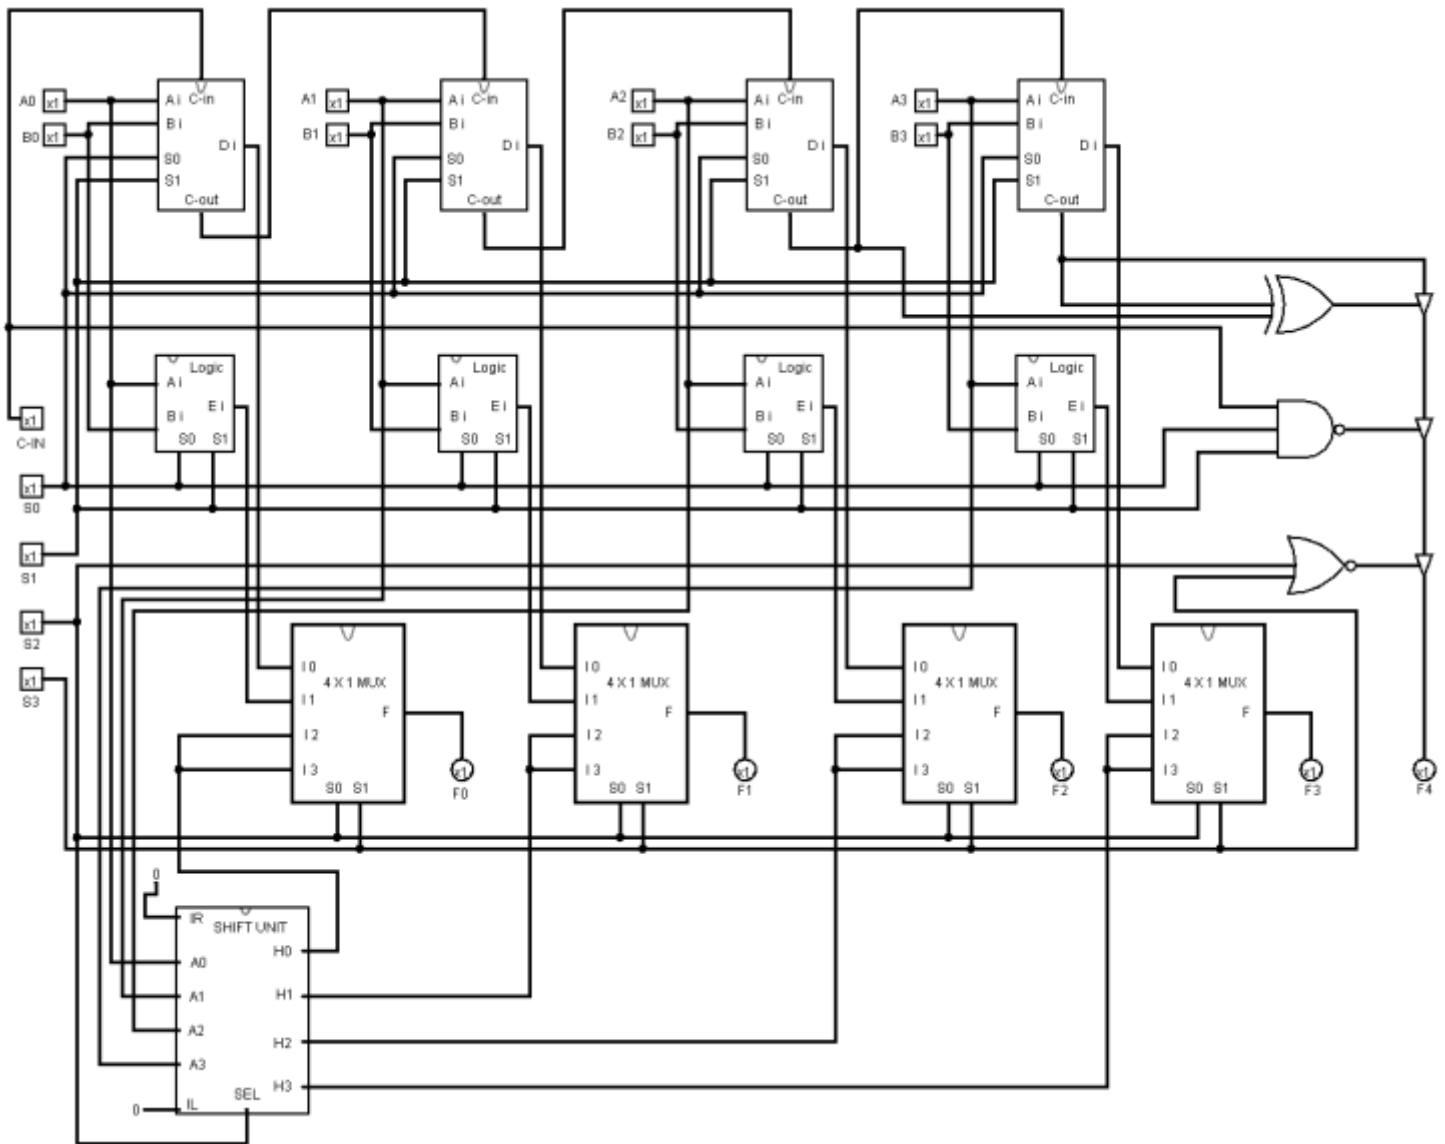 A0 x1
B0 x1
Ai C-in
Bi
Di
S0
S1
C-out
A1 x1
B1 x1
Ai C-in
Bi
Di
S0
S1
C-out
A2 x1
B2 x1
Ai C-in
Bi
Di
S0
S1
C-out
A3 x1
B3 x1
Ai C-in
Bi
Di
S0
S1
C-out
Logic
Ai
Ei
Bi
S0 S1
Logic
Ai
Ei
Bi
S0 S1
Logic
Ai
Ei
Bi
S0 S1
Logic
Ai
Ei
Bi
S0 S1
x1
C-IN
x1
S0
x1
S1
x1
S2
x1
S3
I0
4 X 1 MUX
I1
F
I2
I3
S0 S1
x1
F0
I0
4 X 1 MUX
I1
F
I2
I3
S0 S1
x1
F1
I0
4 X 1 MUX
I1
F
I2
I3
S0 S1
x1
F2
I0
4 X 1 MUX
I1
F
I2
I3
S0 S1
x1
F3
x1
F4
0
IR
SHIFT UNIT
H0
A0
A1
H1
A2
H2
A3
H3
SEL
0 IL